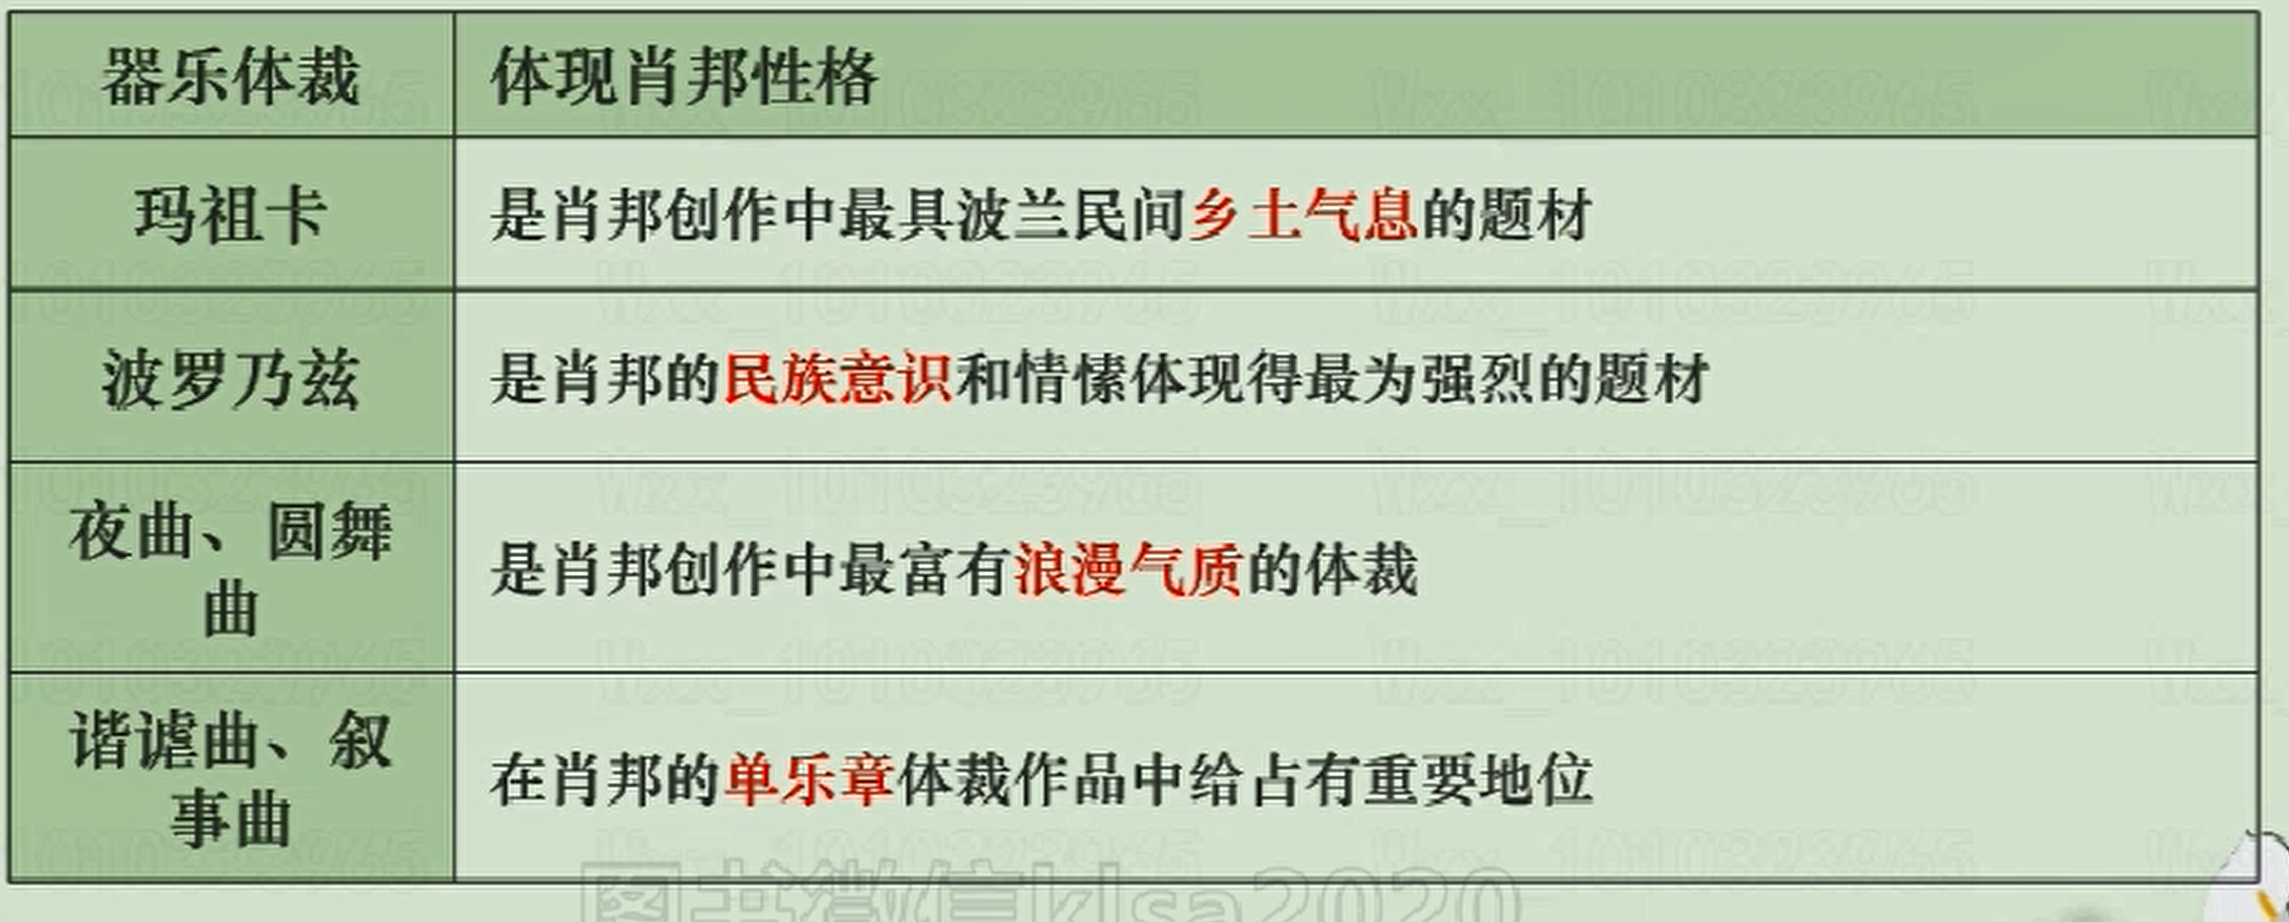 器乐体裁
体现肖邦性格
玛祖卡
是肖邦创作中最具波兰民间乡土气息的题材
波罗乃兹
是肖邦的民族意识和情愫体现得最为强烈的题材
夜曲、圆舞
曲
是肖邦创作中最富有浪漫气质的体裁
谐谑曲、叙
事曲
在肖邦的单乐章体裁作品中给占有重要地位
图书微信klsa2020